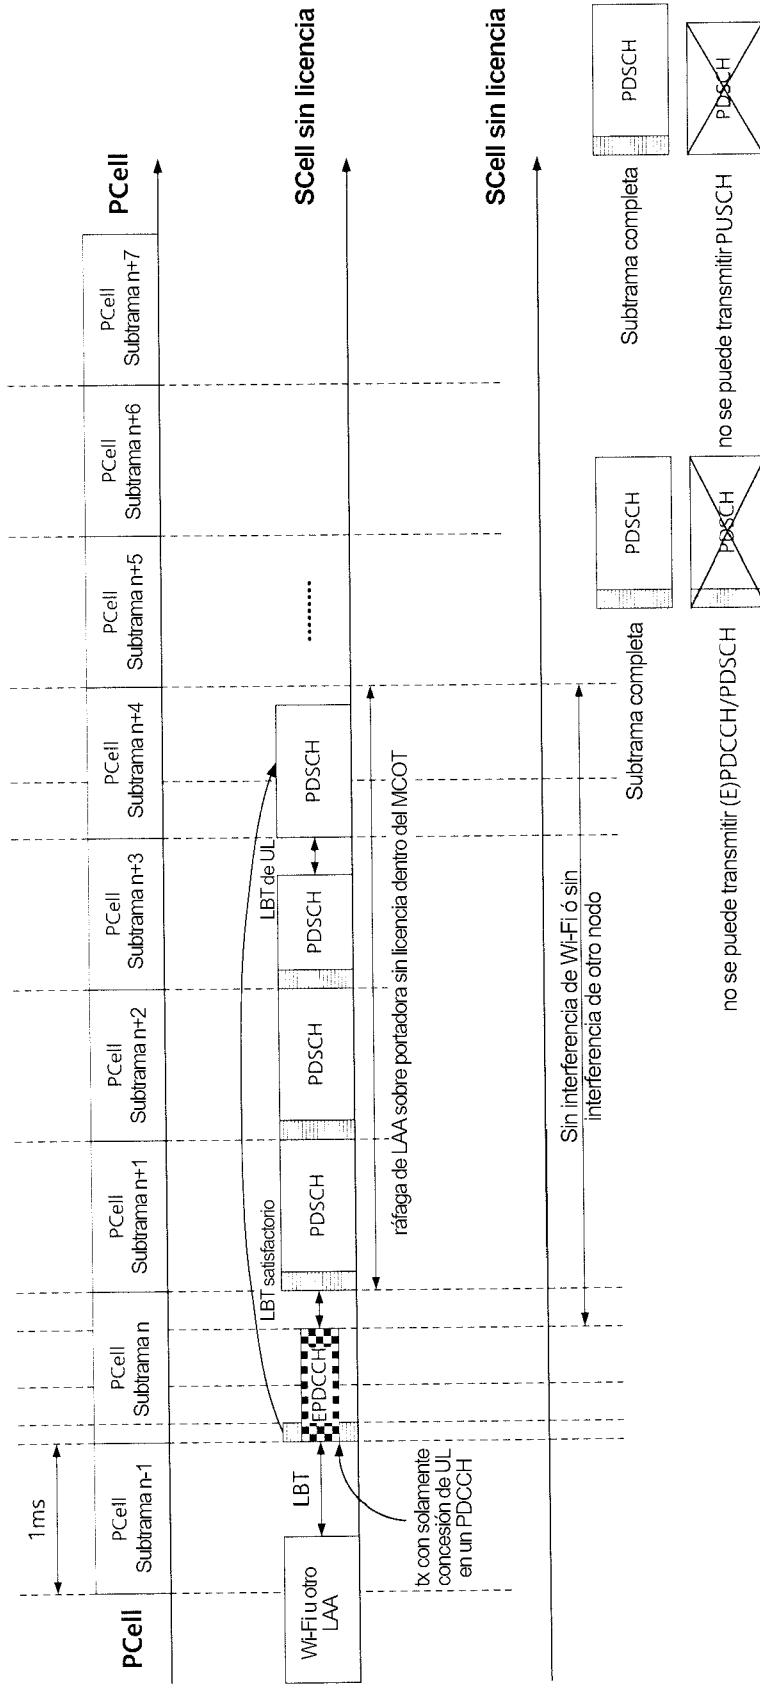 1ms
PCell
PCell
Subtrama n-1
PCell
Subtrama n
PCell
Subtrama n+1
PCell
Subtrama n+2
PCell
Subtrama n+3
PCell
Subtrama n+4
PCell
Subtrama n+5
PCell
Subtrama n+6
PCell
Subtrama n+7
PCell
Wi-Fi u otro
LAA
LBT
EPDCCH
LBT satisfactorio
PDSCH
PDSCH
PDSCH
LBT de UL
PDSCH
.........
SCell sin licencia
tx con solamente
concesión de UL
en un PDCCH
ráfaga de LAA sobre portadora sin licencia dentro del MCOT
SCell sin licencia
Sin interferencia de Wi-Fi ó sin
interferencia de otro nodo
Subtrama completa
PDSCH
Subtrama completa
PDSCH
no se puede transmitir (E)PDCCH/PDSCH
PDSCH
no se puede transmitir PUSCH
PDSCH